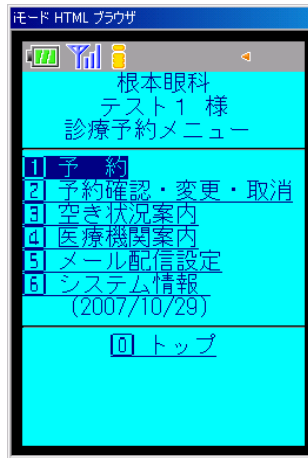 iモード HTML ブラウザ
根本眼科
テスト1 様
診療予約メニュー
1 予 約
2 予約確認・変更・取消
3 空き状況案内
4 医療機関案内
5 メール配信設定
6 システム情報
(2007/10/29)
0 トップ